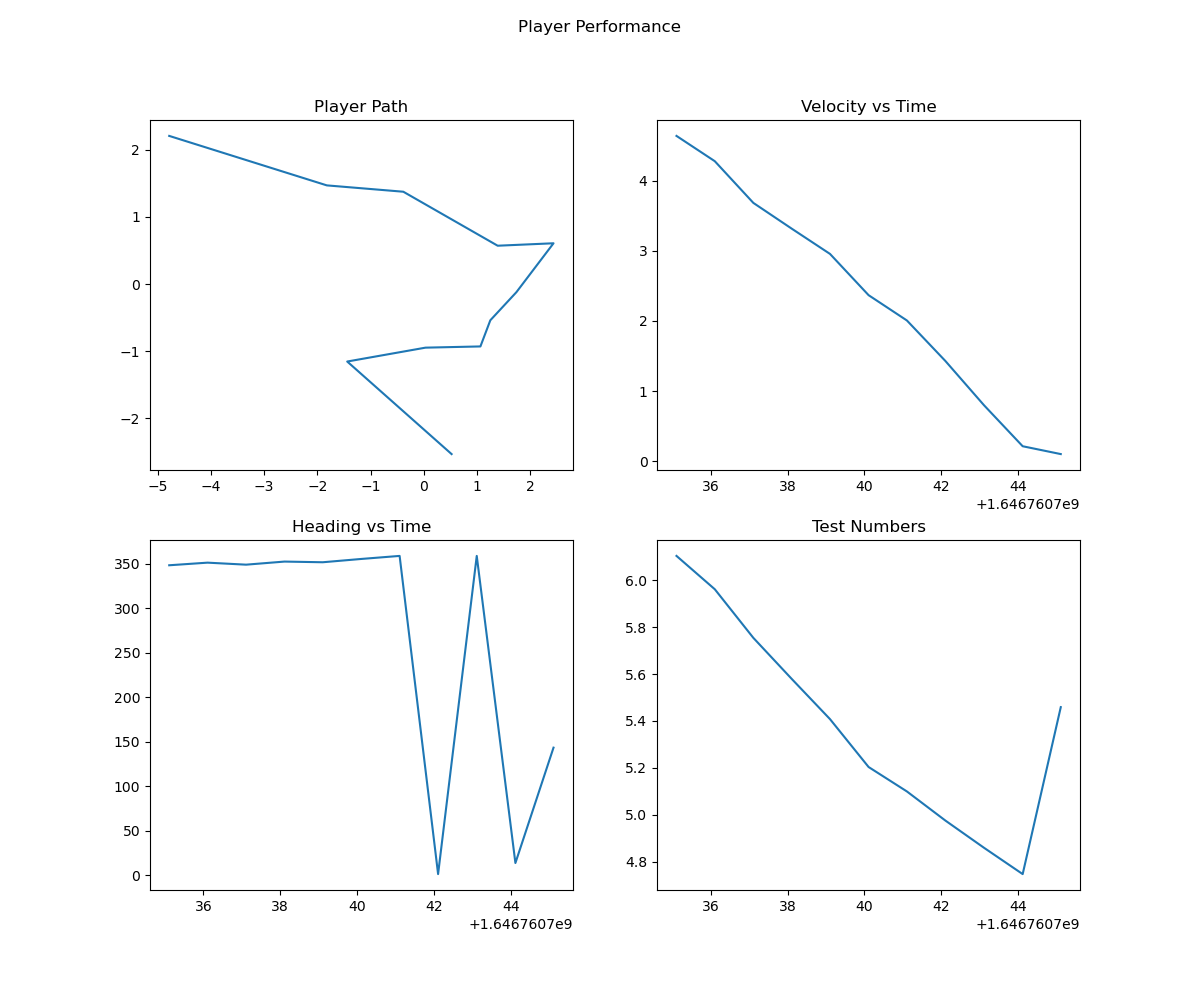 Player Performance
Player Path
2
1
0
−1
−2
−5 −4 −3 −2 −1 0 1 2
Velocity vs Time
4
3
2
1
0
36 38 40 42 44
+1.6467607e9
Heading vs Time
350
300
250
200
150
100
50
0
36 38 40 42 44
+1.6467607e9
Test Numbers
6.0
5.8
5.6
5.4
5.2
5.0
4.8
36 38 40 42 44
+1.6467607e9